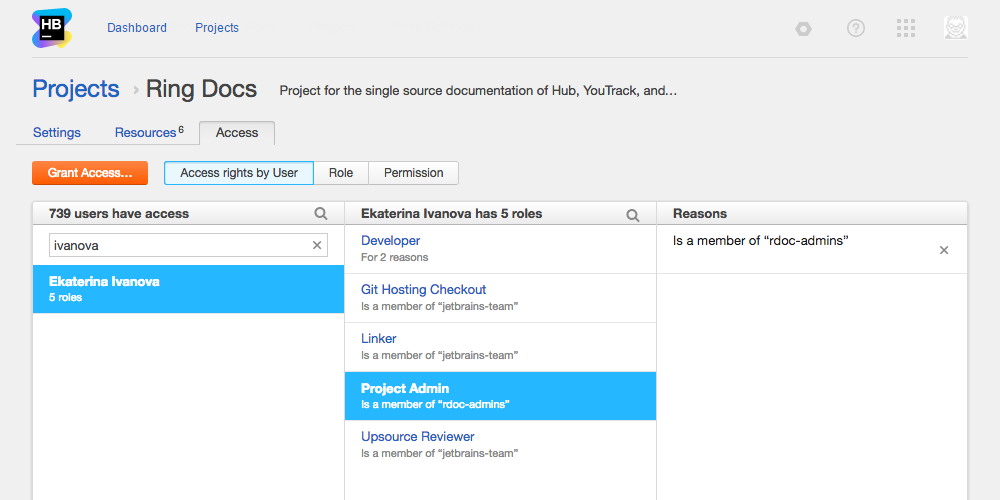 HB
Dashboard
Projects
Projects › Ring Docs
Project for the single source documentation of Hub, YouTrack, and…
Settings
Resources 6
Access
Grant Access…
Access rights by User
Role
Permission
739 users have access
ivanova
Ekaterina Ivanova
5 roles
Ekaterina Ivanova has 5 roles
Developer
For 2 reasons
Git Hosting Checkout
Is a member of “jetbrains-team”
Linker
Is a member of “jetbrains-team”
Project Admin
Is a member of “rdoc-admins”
Upsource Reviewer
Is a member of “jetbrains-team”
Reasons
Is a member of “rdoc-admins”